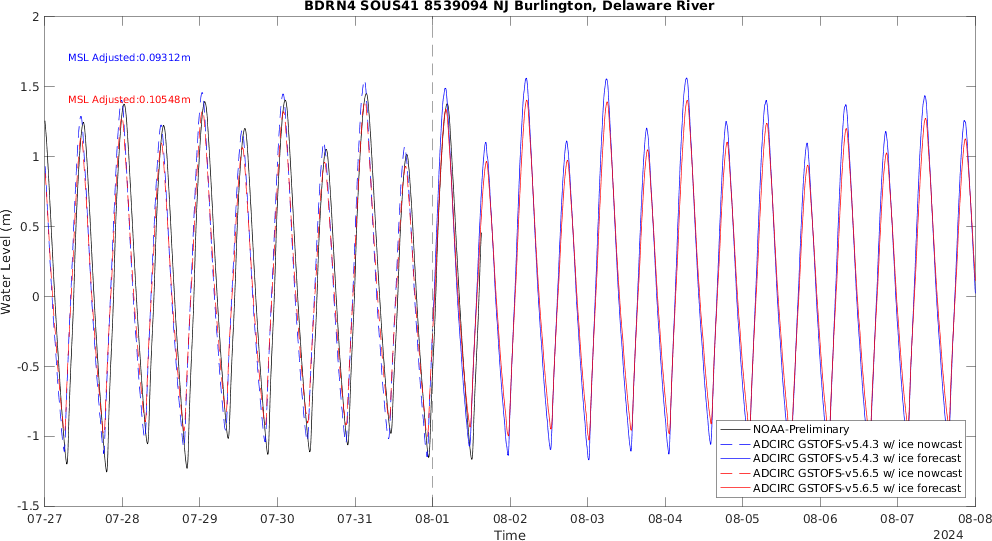 BDRN4 SOUS41 8539094 NJ Burlington, Delaware River
2
MSL Adjusted:0.09312m
1.5
MSL Adjusted:0.10548m
1
0.5
Water Level (m)
0
-0.5
-1
NOAA-Preliminary
ADCIRC GSTOFS-v5.4.3 w/ ice nowcast
ADCIRC GSTOFS-v5.4.3 w/ ice forecast
ADCIRC GSTOFS-v5.6.5 w/ ice nowcast
ADCIRC GSTOFS-v5.6.5 w/ ice forecast
-1.5
07-27 07-28 07-29 07-30 07-31 08-01 08-02 08-03 08-04 08-05 08-06 08-07 08-08
Time
2024